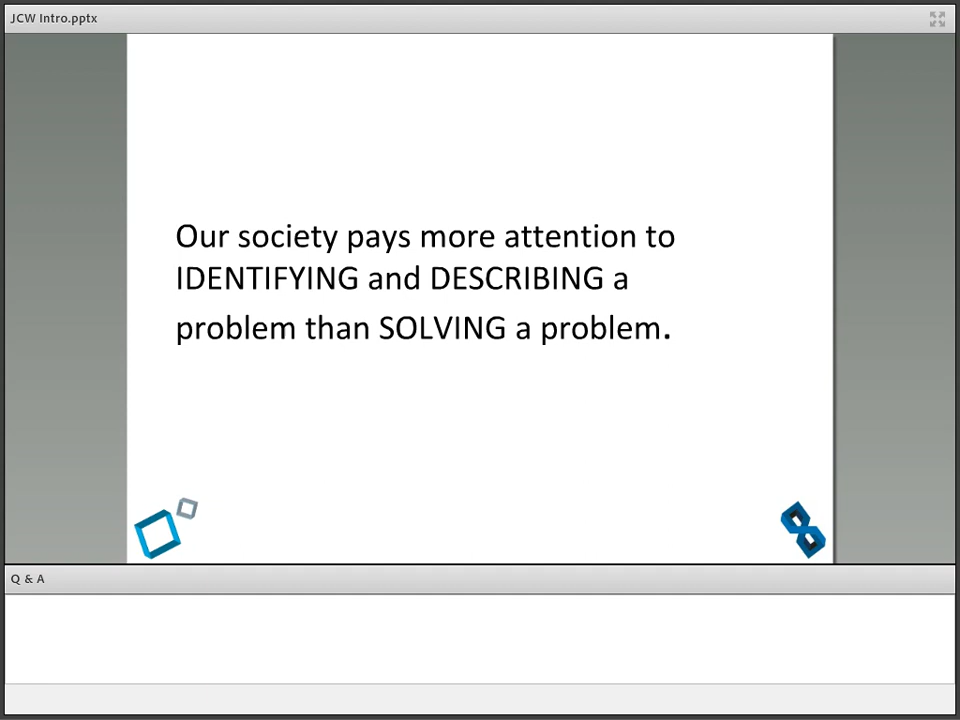 JCW Intro.pptx
Our society pays more attention to
IDENTIFYING and DESCRIBING a
problem than SOLVING a problem.
Q & A